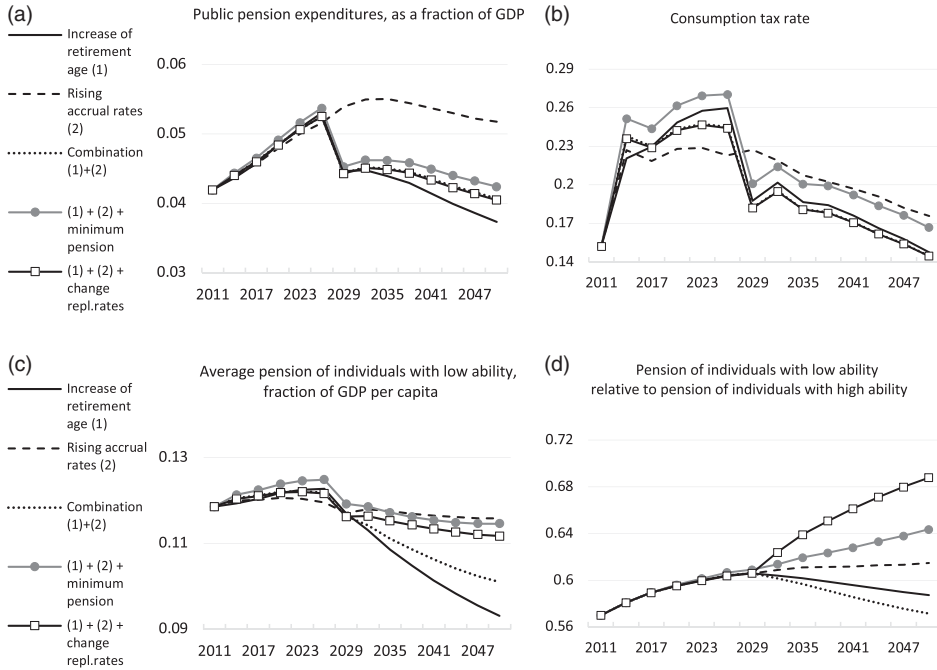 (a)
Public pension expenditures, as a fraction of GDP
Increase of
retirement
age (1)
Rising
accrual rates
(2)
Combination
(1)+(2)
(1) + (2) +
minimum
pension
(1) + (2) +
change
repl.rates
0.06
0.05
0.04
0.03
2011 2017 2023 2029 2035 2041 2047
(b)
Consumption tax rate
0.29
0.26
0.23
0.2
0.17
0.14
2011 2017 2023 2029 2035 2041 2047
(c)
Average pension of individuals with low ability,
fraction of GDP per capita
Increase of
retirement
age (1)
Rising accrual
rates (2)
Combination
(1)+(2)
(1) + (2) +
minimum
pension
(1) + (2) +
change
repl.rates
0.13
0.11
0.09
2011 2017 2023 2029 2035 2041 2047
(d)
Pension of individuals with low ability
relative to pension of individuals with high ability
0.72
0.68
0.64
0.6
0.56
2011 2017 2023 2029 2035 2041 2047